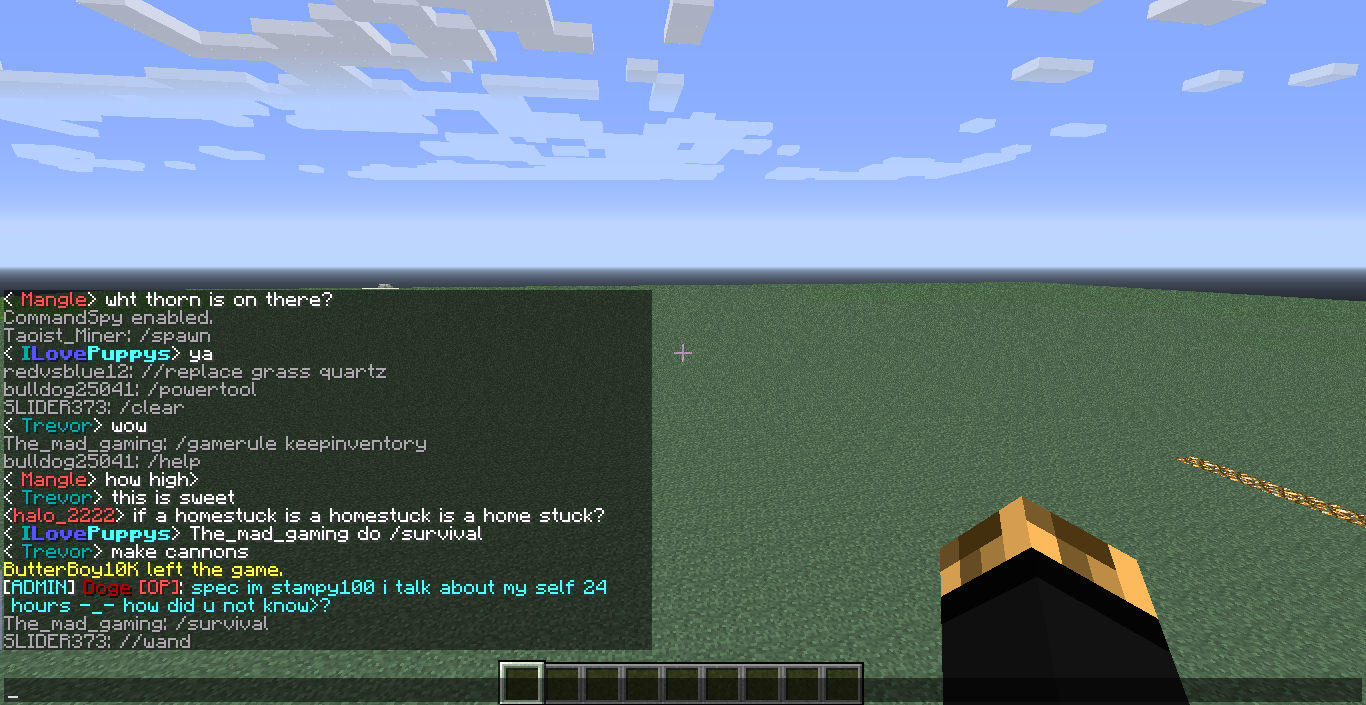 < Mangle> wht thorn is on there?
CommandSpy enabled.
Taoist_Miner: /spawn
< ILovePuppys> ya
redvsblue12: //replace grass quartz
bulldog25041: /powertool
SLIDER373: /clear
< Trevor> wow
The_mad_gaming: /gamerule keepinventory
bulldog25041: /help
< Mangle> how high>
< Trevor> this is sweet
<halo_2222> if a homestuck is a homestuck is a home stuck?
< ILovePuppys> The_mad_gaming do /survival
< Trevor> make cannons
ButterBoy10K left the game.
[ADMIN] Doge [OP]: spec im stampy100 i talk about my self 24
hours -_- how did u not know>?
The_mad_gaming: /survival
SLIDER373: //wand
_